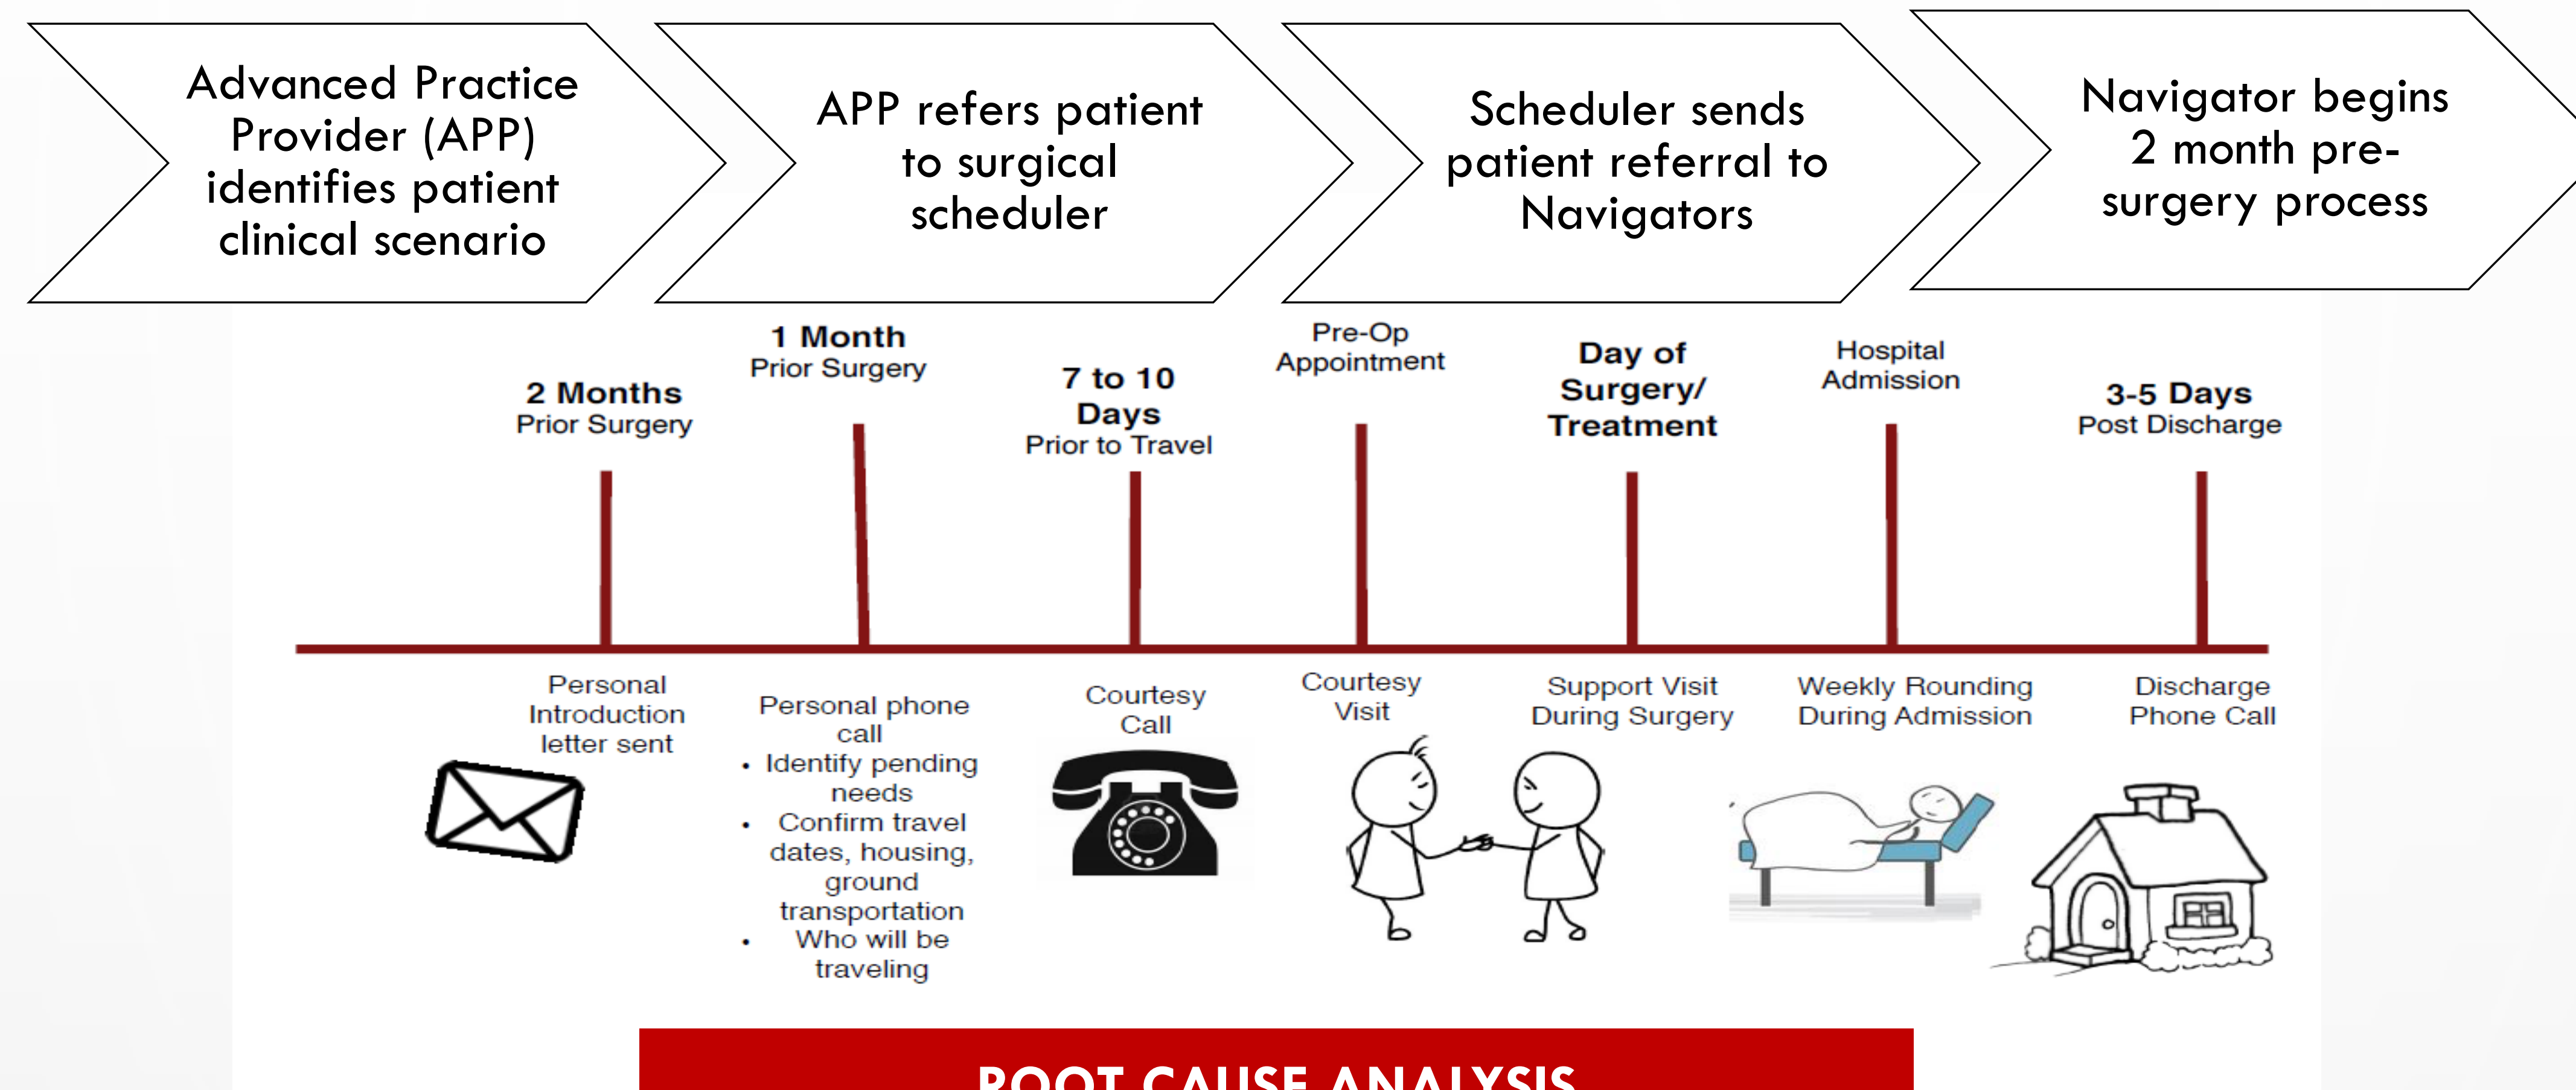 Advanced Practice
Provider (APP)
identifies patient
clinical scenario
APP refers patient
to surgical
scheduler
Scheduler sends
patient referral to
Navigators
Navigator begins
2 month pre-
surgery process
2 Months
Prior Surgery
1 Month
Prior Surgery
7 to 10
Days
Prior to Travel
Pre-Op
Appointment
Day of
Surgery/
Treatment
Hospital
Admission
3-5 Days
Post Discharge
Personal
Introduction
letter sent
Personal phone
call
• Identify pending
needs
• Confirm travel
dates, housing,
ground
transportation
• Who will be
traveling
Courtesy
Call
Courtesy
Visit
Support Visit
During Surgery
Weekly Rounding
During Admission
Discharge
Phone Call
ROOT CAUSE ANALYSIS